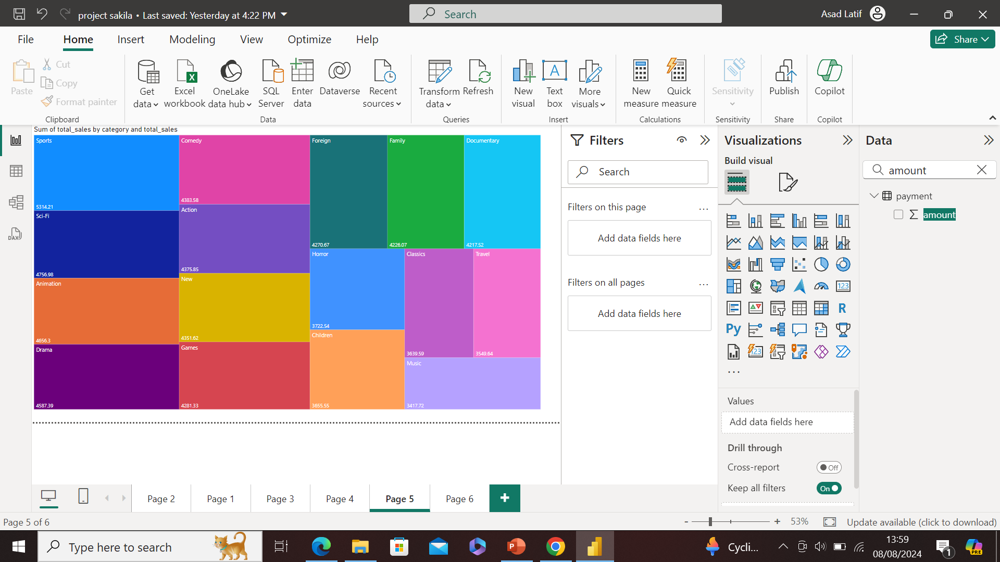 project sakila • Last saved: Yesterday at 4:22 PM
Search
Asad Latif
File
Home
Insert
Modeling
View
Optimize
Help
Share
Paste
Cut
Copy
Format painter
Clipboard
Get data
Excel workbook
OneLake data hub
SQL Server
Enter data
Dataverse
Recent sources
Data
Transform data
Refresh
Queries
New visual
Text box
More visuals
Insert
New measure
Quick measure
Calculations
Sensitivity
Sensitivity
Publish
Share
Copilot
Copilot
DAX
Sum of total_sales by category and total_sales
Sports
5314.21
Sci-Fi
4756.98
Animation
4656.3
Drama
4587.39
Comedy
4383.58
Action
4375.85
New
4351.62
Games
4281.33
Foreign
4270.67
Family
4226.07
Documentary
4217.52
Horror
3722.54
Children
3655.55
Classics
3639.59
Travel
3549.64
Music
3417.72
Filters
Search
Filters on this page
Add data fields here
Filters on all pages
Add data fields here
Visualizations
Build visual
123
R
Py
123
Values
Add data fields here
Drill through
Cross-report
Off
Keep all filters
On
Data
amount
payment
amount
Page 2
Page 1
Page 3
Page 4
Page 5
Page 6
Page 5 of 6
- + 53%
Update available (click to download)
Type here to search
Cycli...
13:59
08/08/2024
1
PRE